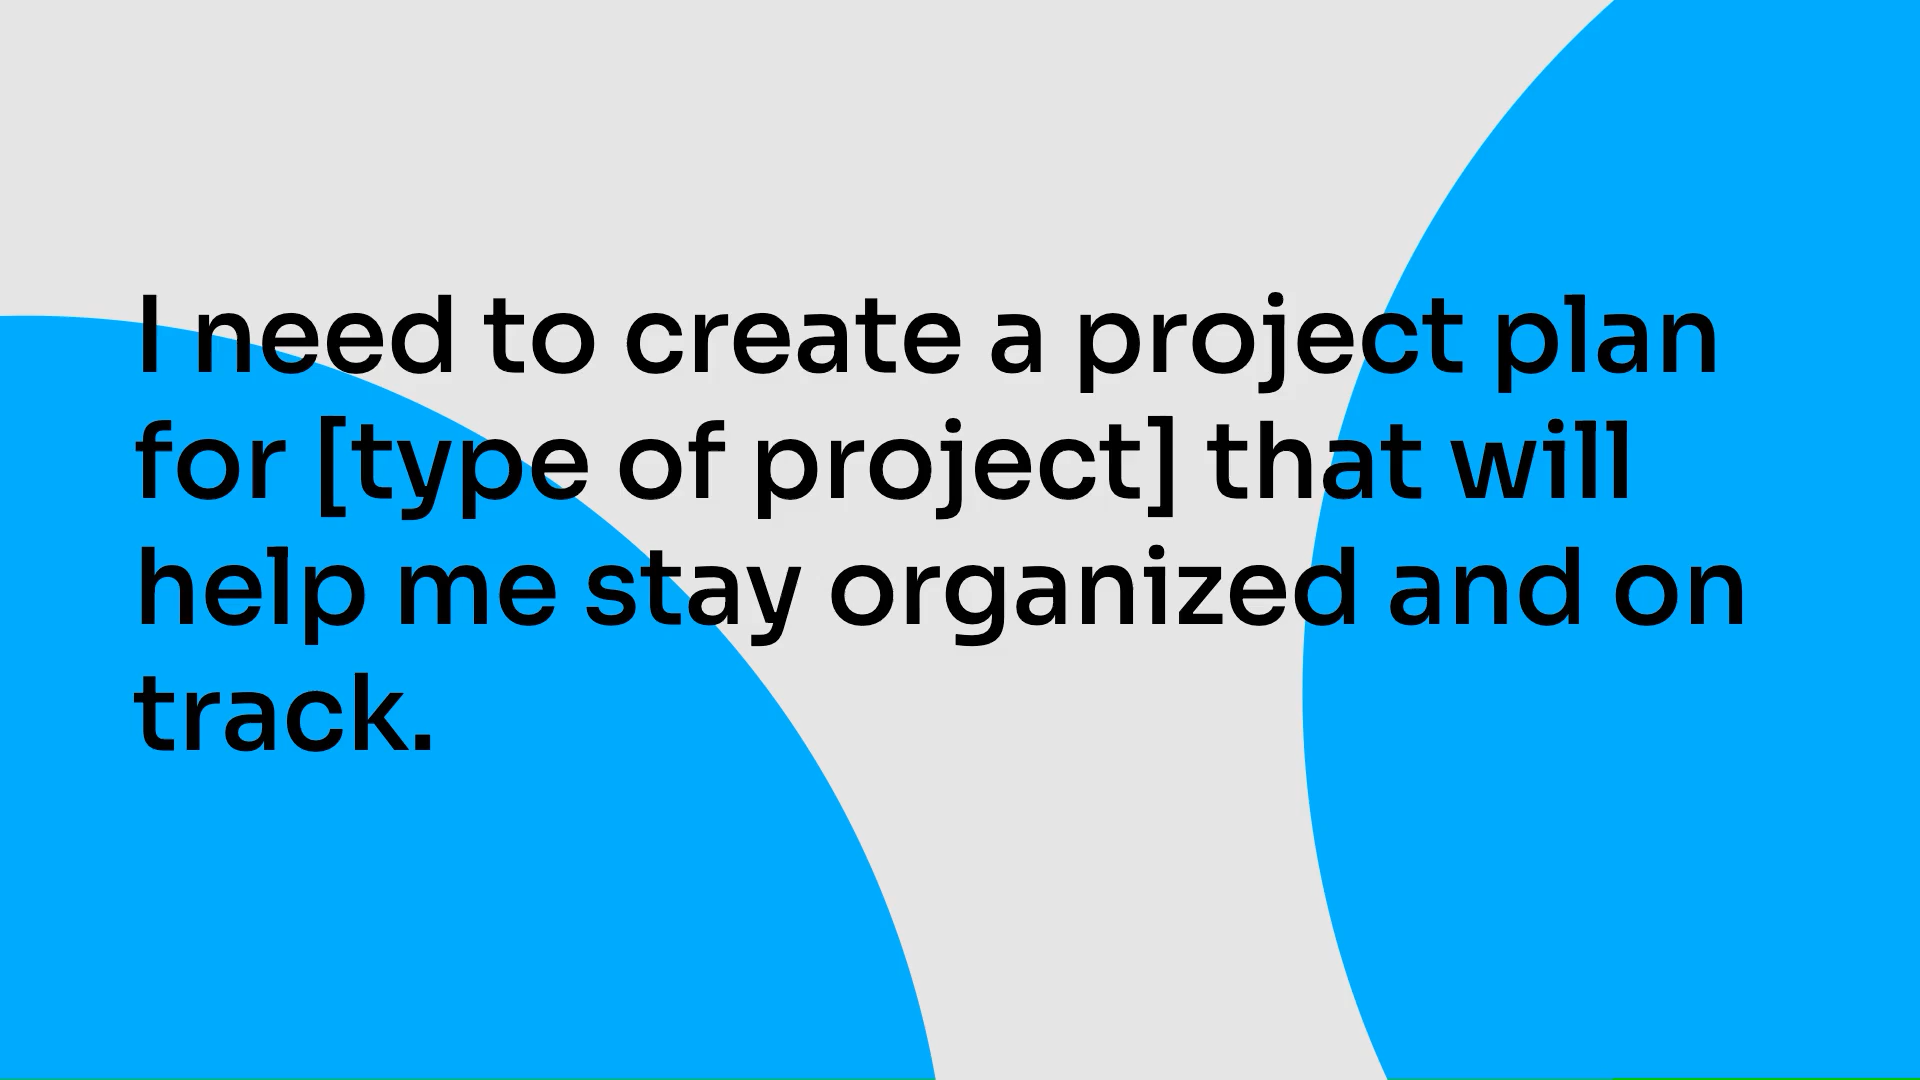 I need to create a project plan
for [type of project] that will
help me stay organized and on
track.